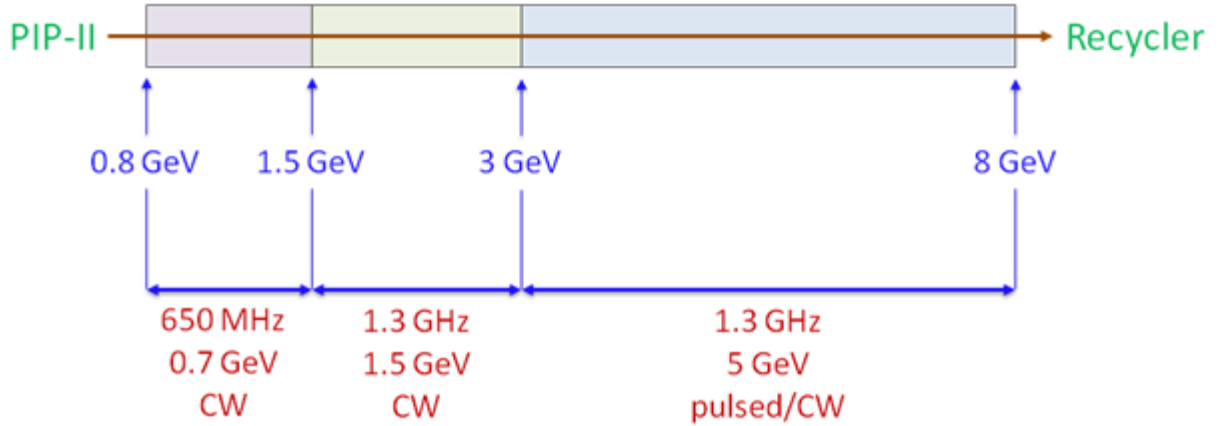 PIP-II
Recycler
0.8 GeV
1.5 GeV
3 GeV
8 GeV
650 MHz
0.7 GeV
CW
1.3 GHz
1.5 GeV
CW
1.3 GHz
5 GeV
pulsed/CW